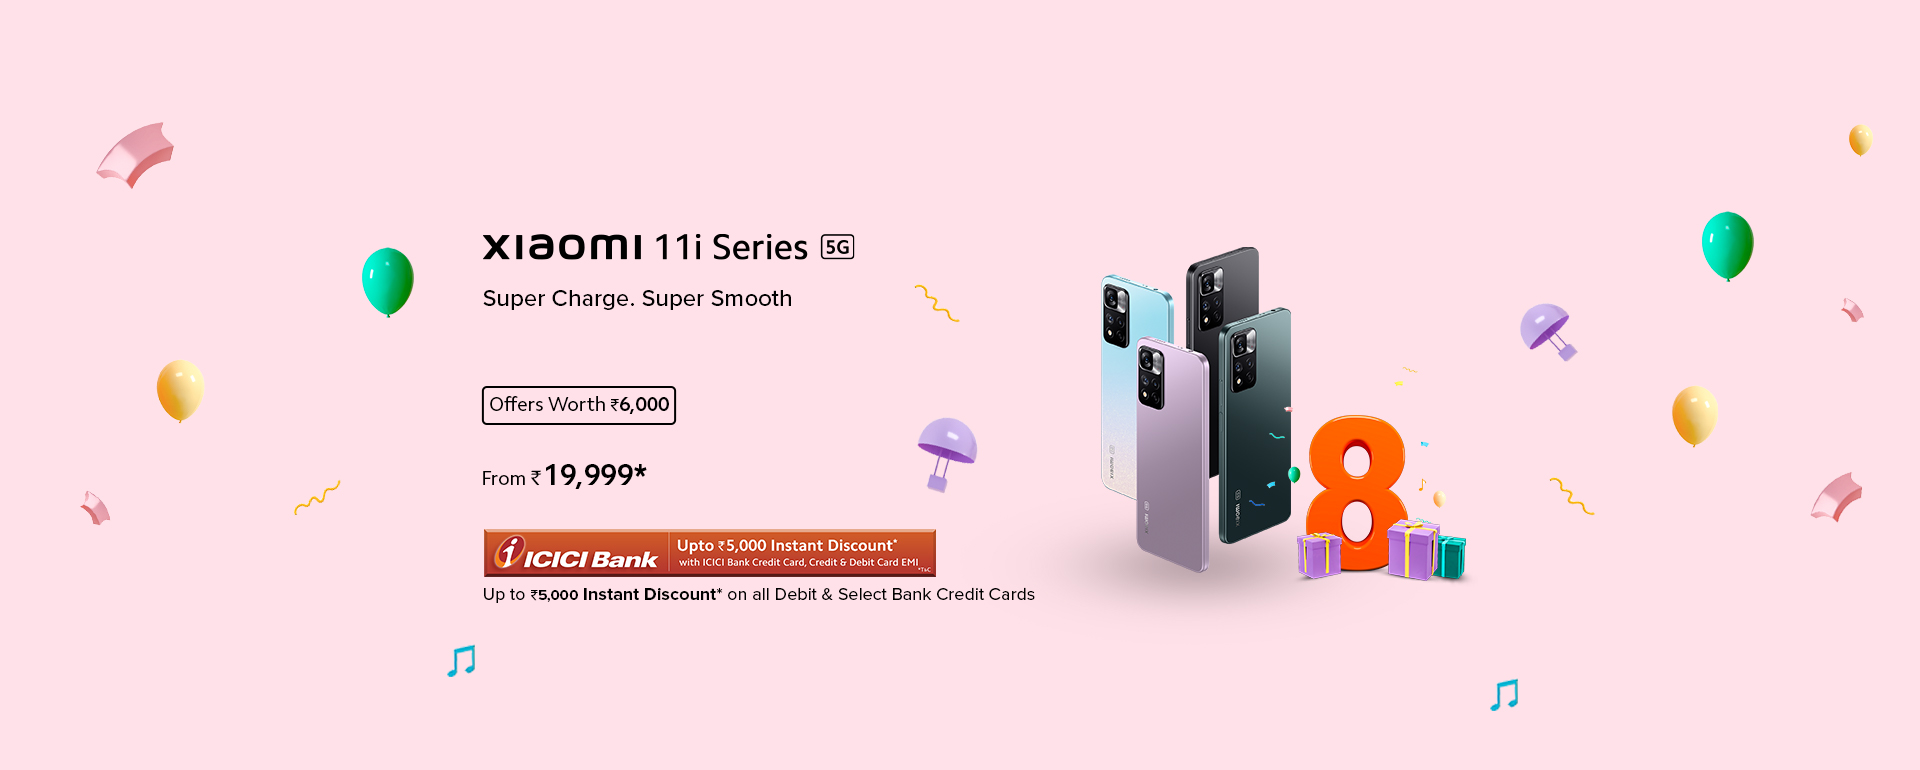 xiaomi 11i Series 5G
Super Charge. Super Smooth
Offers Worth ₹6,000
From ₹19,999*
i ICICI Bank Upto ₹5,000 Instant Discount*
with ICICI Bank Credit Card, Credit & Debit Card EMI *T&C
Up to ₹5,000 Instant Discount* on all Debit & Select Bank Credit Cards
8